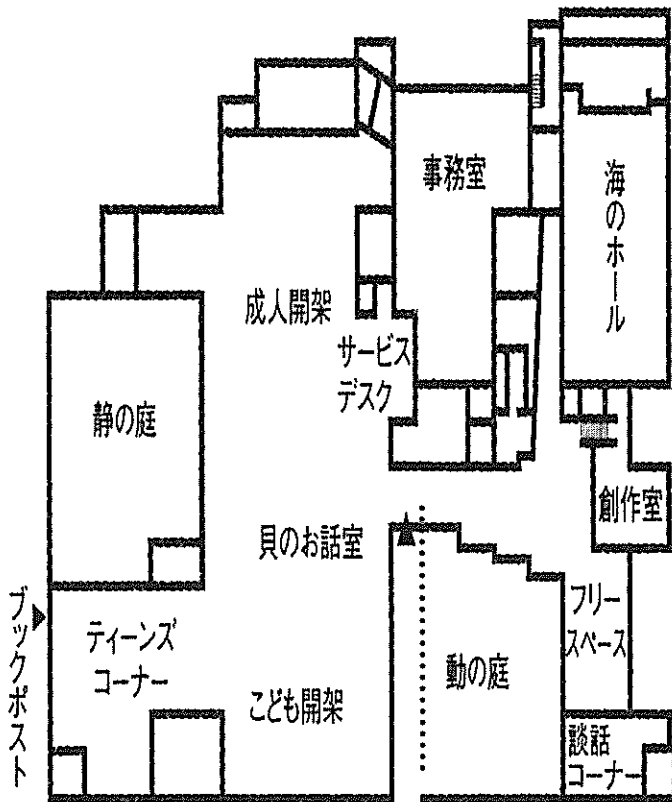 事務室
海のホール
成人開架
サービス
デスク
静の庭
創作室
貝のお話室
フリー
スペース
ブックポスト
ティーンズ
コーナー
動の庭
こども開架
談話
コーナー